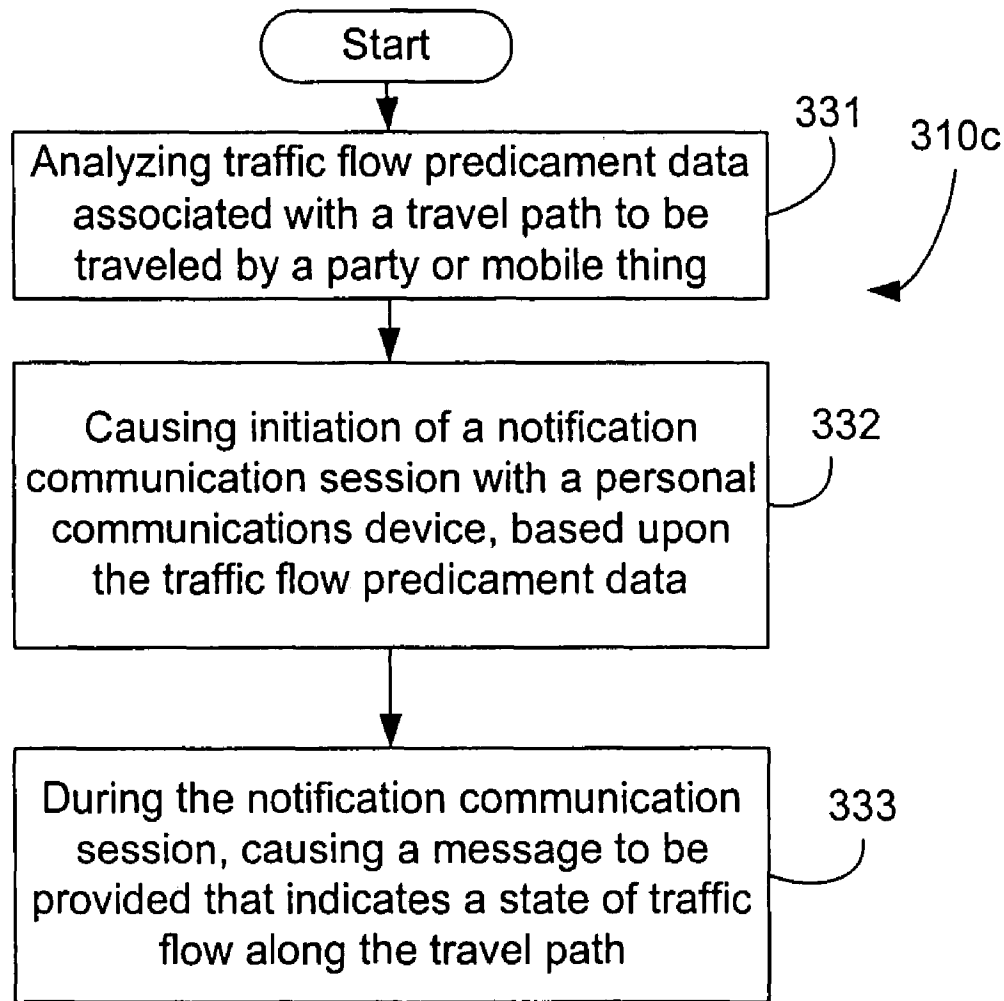 Start
331
310c
Analyzing traffic flow predicament data
associated with a travel path to be
traveled by a party or mobile thing
332
Causing initiation of a notification
communication session with a personal
communications device, based upon
the traffic flow predicament data
333
During the notification communication
session, causing a message to be
provided that indicates a state of traffic
flow along the travel path